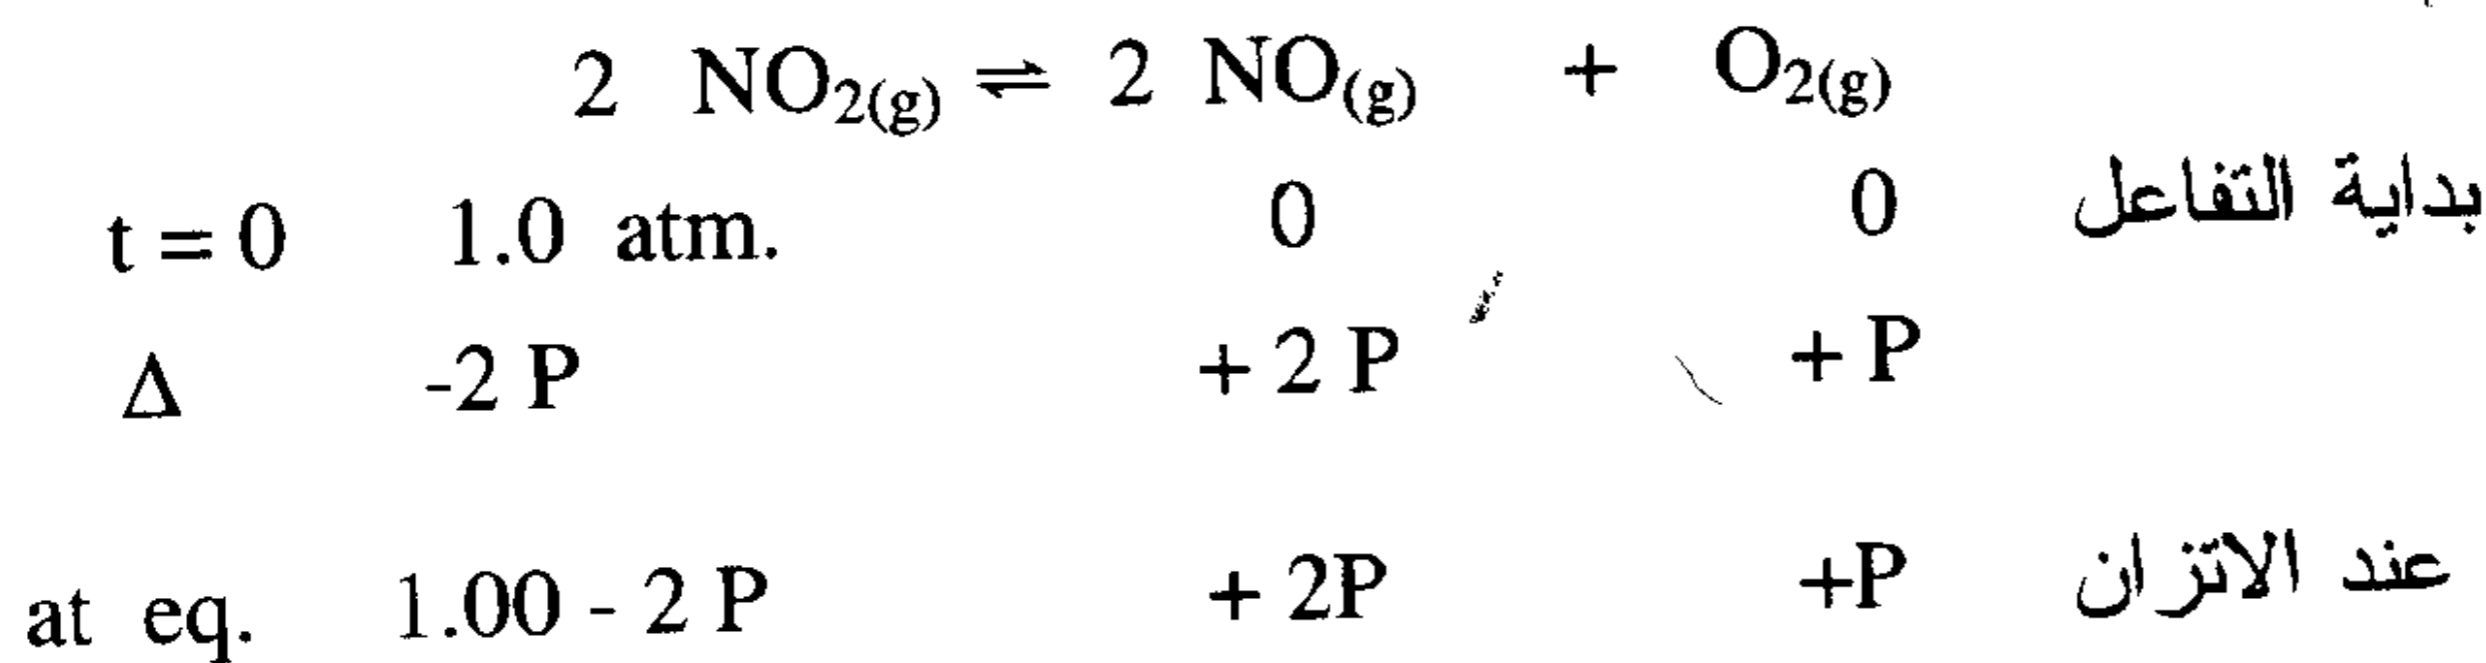 2 NO₂(g) ⇌ 2 NO(g) + O₂(g)
t = 0 1.0 atm. 0 0 بداية التفاعل
Δ -2 P + 2 P + P
at eq. 1.00 - 2 P + 2P +P عند الاتزان